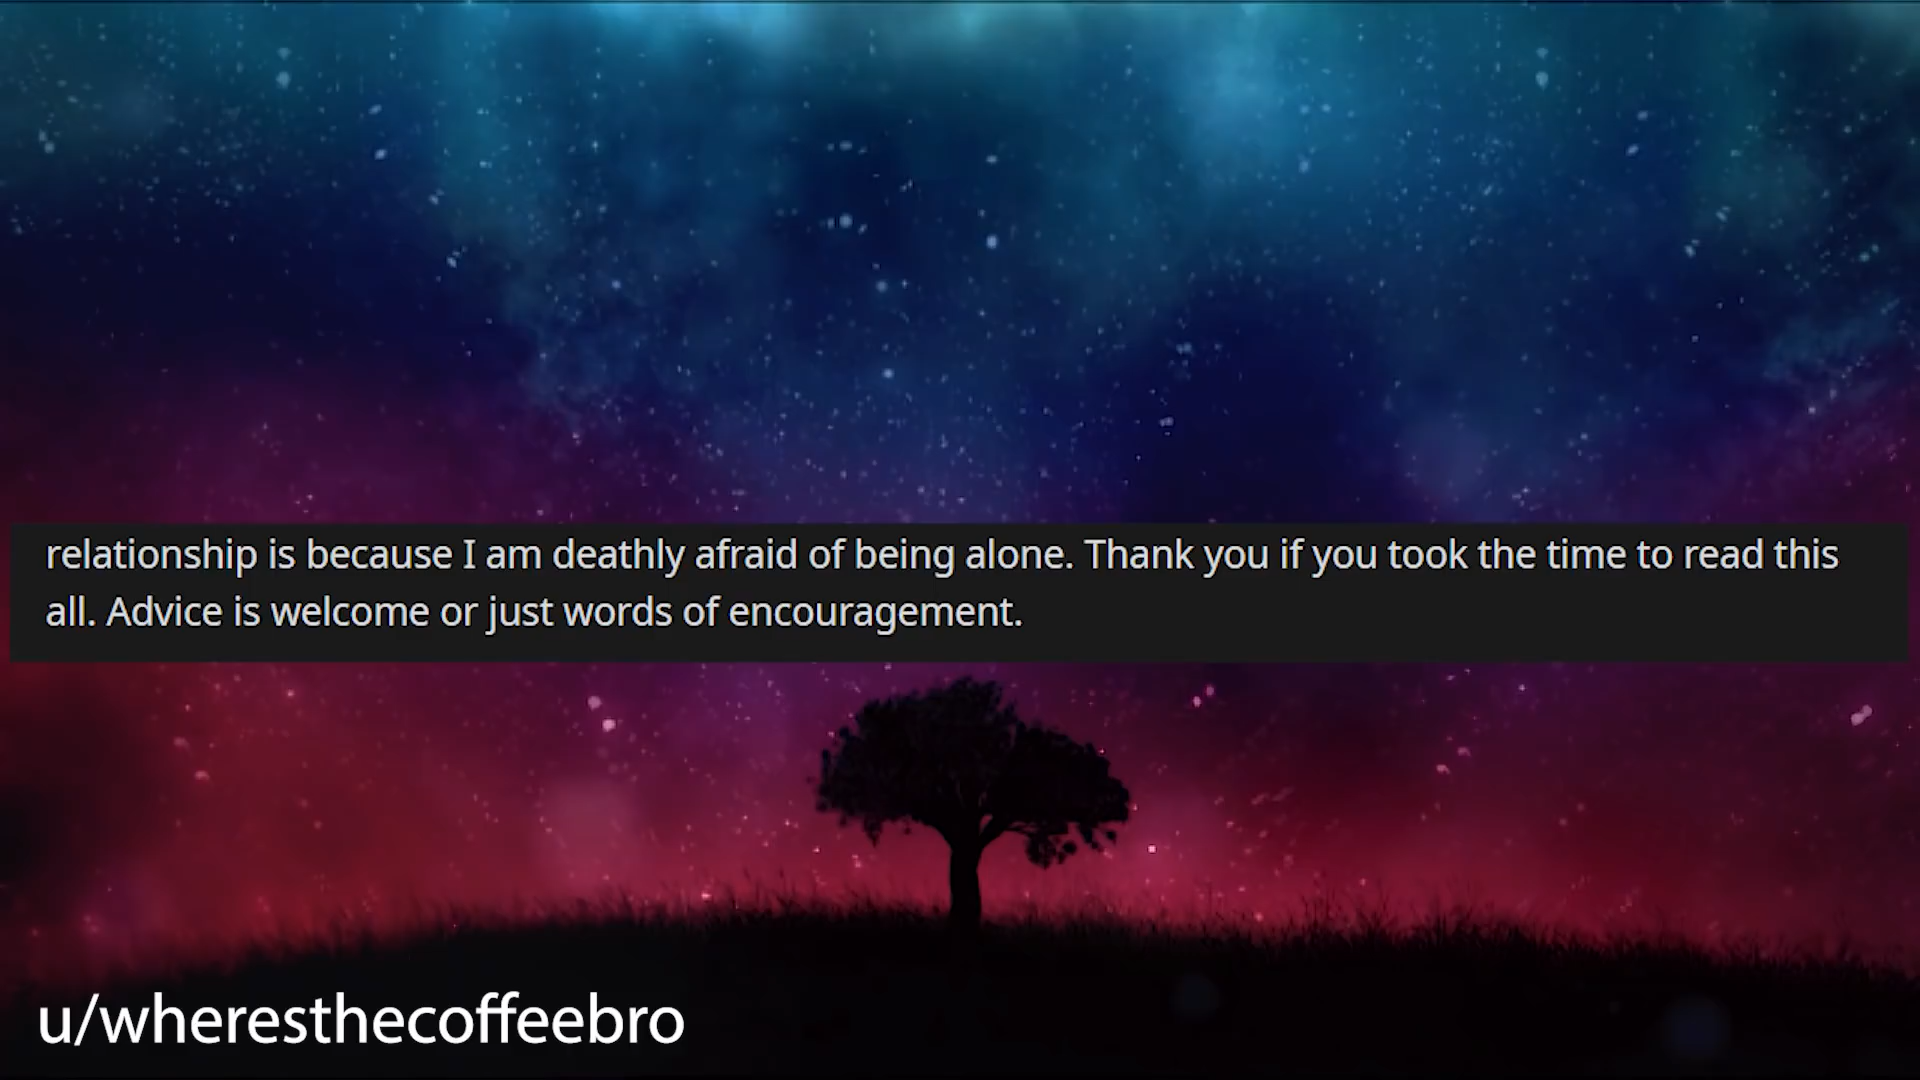 relationship is because I am deathly afraid of being alone. Thank you if you took the time to read this
all. Advice is welcome or just words of encouragement.
u/wheresthecoffeebro